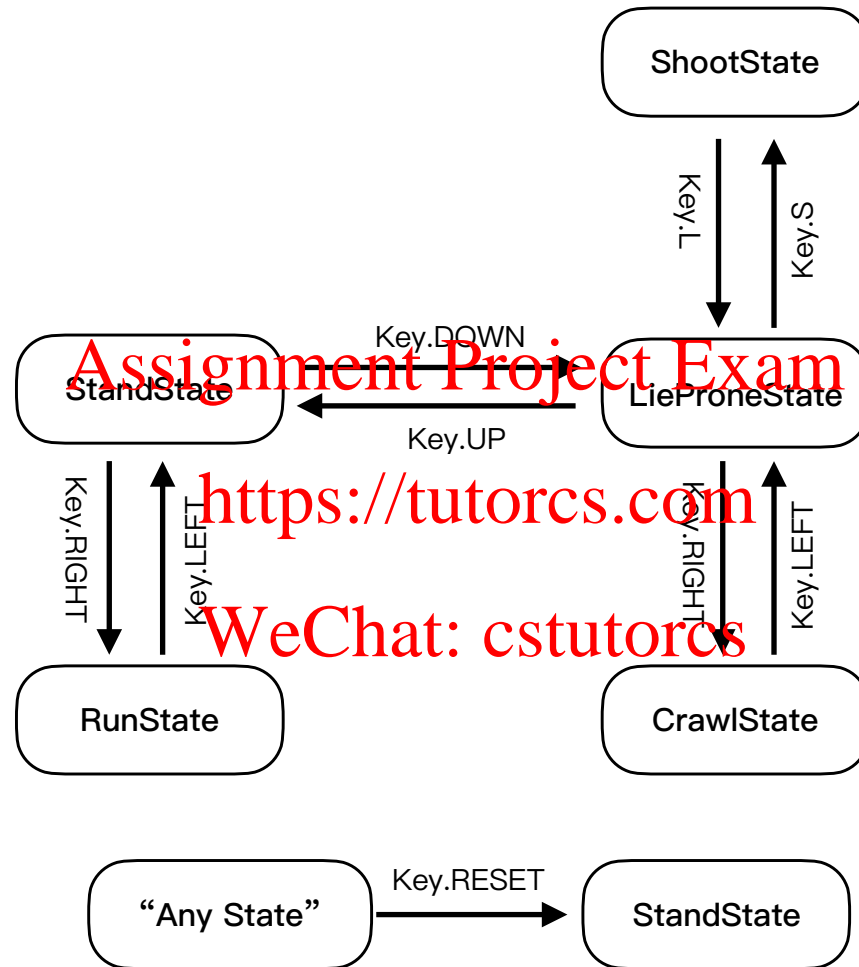 ShootState
Key.L
Key.S
Key.DOWN
Assignment Project Exam
StandState
LieProneState
Key.UP
https://tutorcs.com
Key.RIGHT
Key.LEFT
Key.RIGHT
Key.LEFT
WeChat: cstutorcs
RunState
CrawlState
Key.RESET
“Any State”
StandState